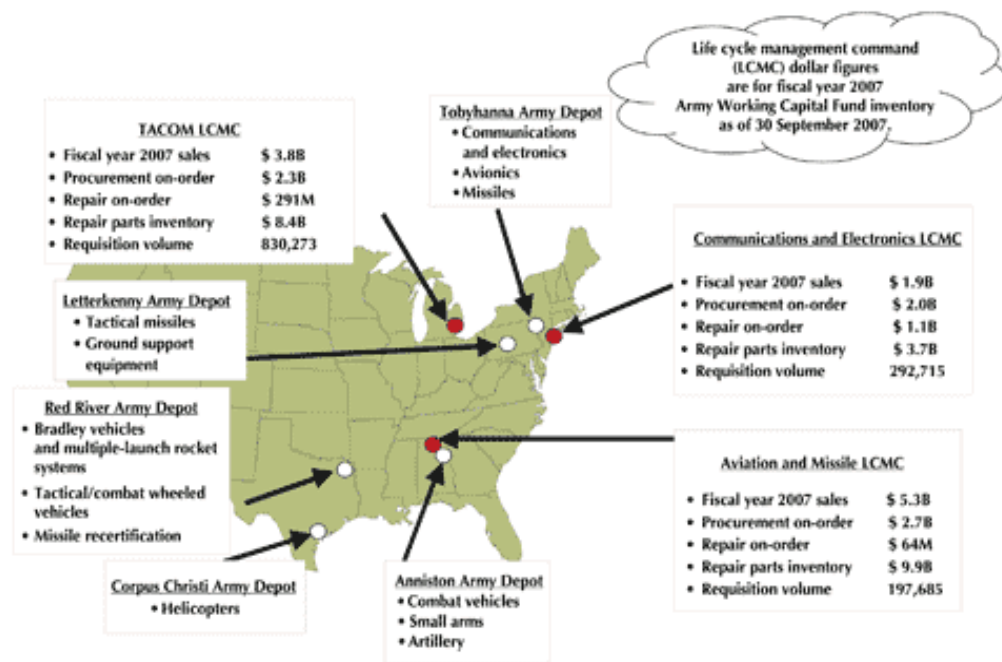 Life cycle management command
(LCMC) dollar figures
are for fiscal year 2007
Army Working Capital Fund inventory
as of 30 September 2007.
TACOM LCMC
• Fiscal year 2007 sales $ 3.8B
• Procurement on-order $ 2.3B
• Repair on-order $ 291M
• Repair parts inventory $ 8.4B
• Requisition volume 830,273
Tobyhanna Army Depot
• Communications
and electronics
• Avionics
• Missiles
Communications and Electronics LCMC
• Fiscal year 2007 sales $ 1.9B
• Procurement on-order $ 2.0B
• Repair on-order $ 1.1B
• Repair parts inventory $ 3.7B
• Requisition volume 292,715
Letterkenny Army Depot
• Tactical missiles
• Ground support
equipment
Red River Army Depot
• Bradley vehicles
and multiple-launch rocket
systems
• Tactical/combat wheeled
vehicles
• Missile recertification
Aviation and Missile LCMC
• Fiscal year 2007 sales $ 5.3B
• Procurement on-order $ 2.7B
• Repair on-order $ 64M
• Repair parts inventory $ 9.9B
• Requisition volume 197,685
Corpus Christi Army Depot
• Helicopters
Anniston Army Depot
• Combat vehicles
• Small arms
• Artillery